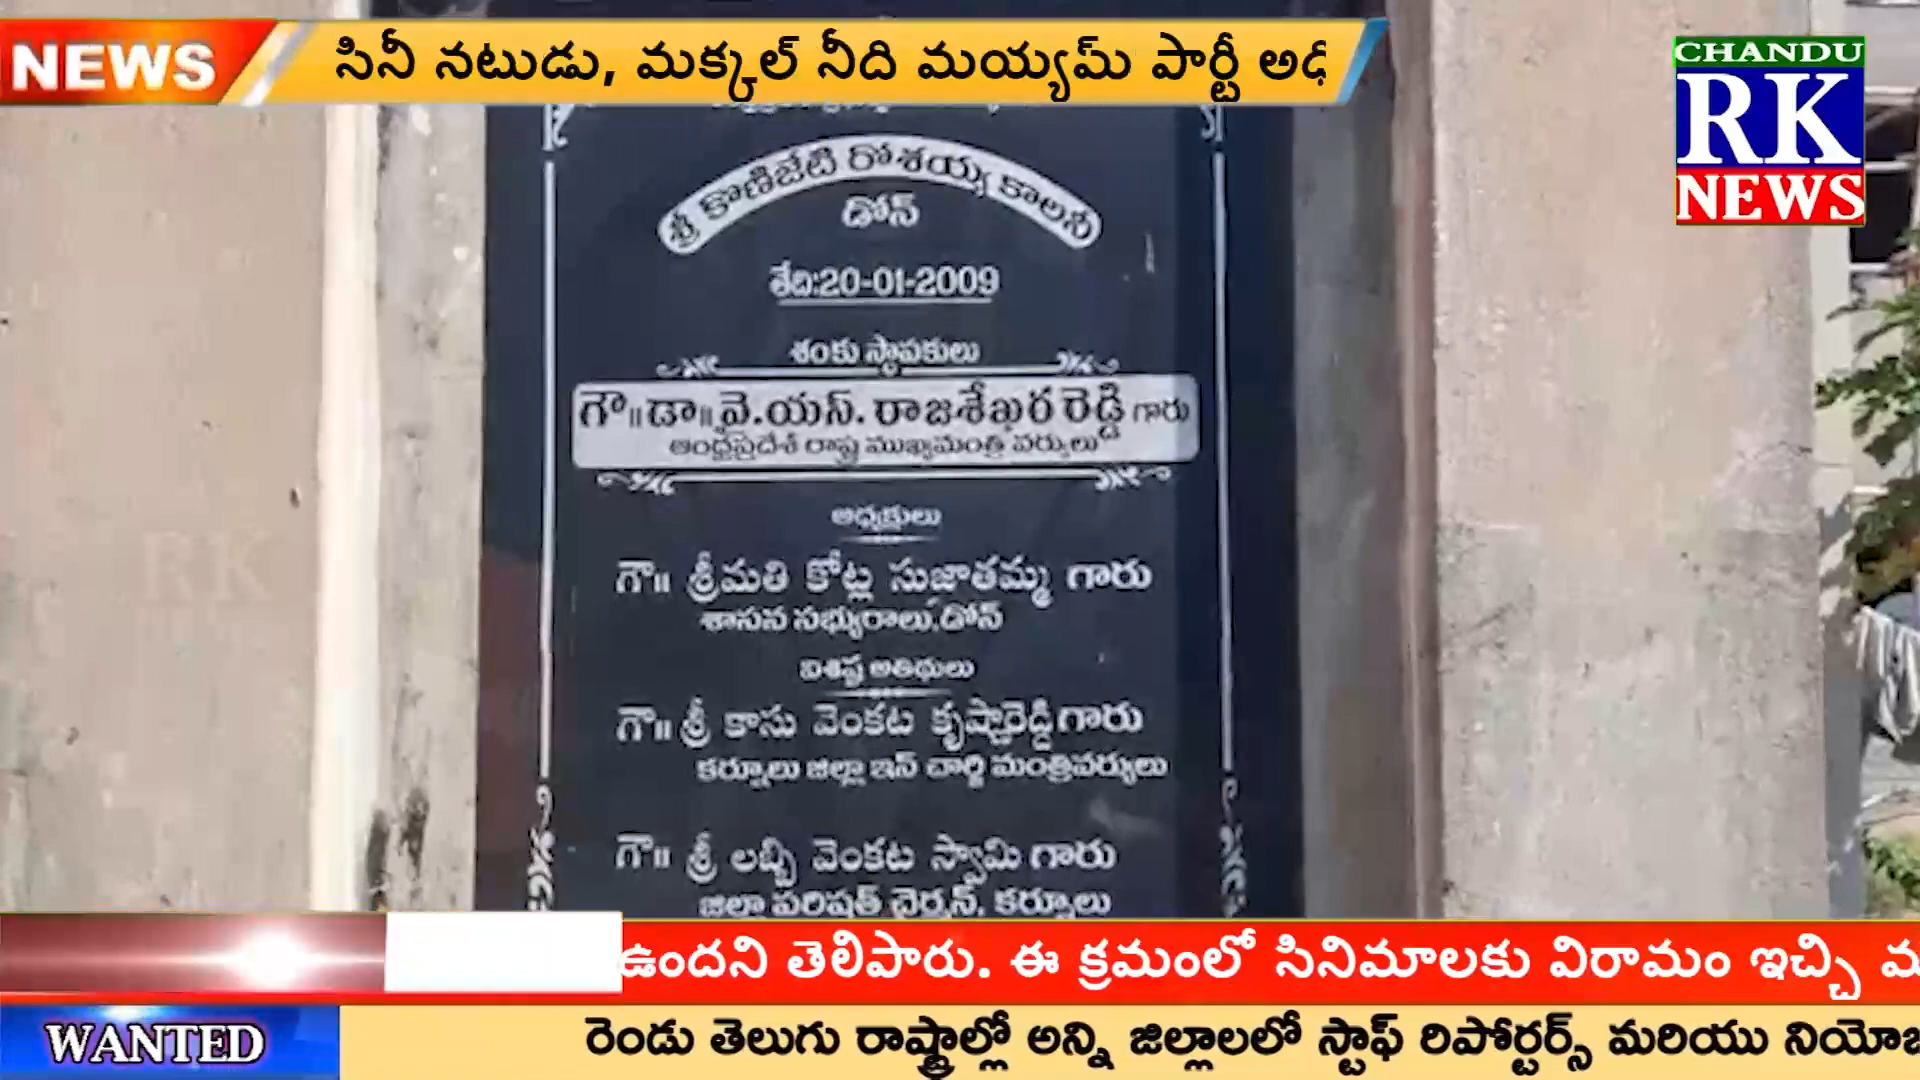 NEWS
సినీ నటుడు, మక్కల్ నీది మయ్యమ్ పార్టీ
CHANDU
RK
NEWS
శ్రీ కొణిజేటి రోశయ్య కాలనీ
డోన్
తేది:20-01-2009
శంకు స్థాపకులు
గౌ॥డా॥వై.యస్. రాజశేఖర రెడ్డి గారు
ఆంధ్రప్రదేశ్ రాష్ట్ర ముఖ్యమంత్రి వర్యులు
అధ్యక్షులు
గౌ॥ శ్రీమతి కోట్ల సుజాతమ్మ గారు
శాసన సభ్యురాలు,డోన్
విశిష్ట అతిథులు
గౌ॥ శ్రీ కాసు వెంకట కృష్ణారెడ్డి గారు
కర్నూలు జిల్లా ఇన్ చార్జి మంత్రివర్యులు
గౌ॥ శ్రీ లబ్బీ వెంకట స్వామి గారు
జిల్లా పరిషత్ చైర్మన్, కర్నూలు
RK
ఉందని తెలిపారు. ఈ క్రమంలో సినిమాలకు విరామం ఇచ్చి
WANTED
రెండు తెలుగు రాష్ట్రాల్లో అన్ని జిల్లాలలో స్టాఫ్ రిపోర్టర్స్ మరియు